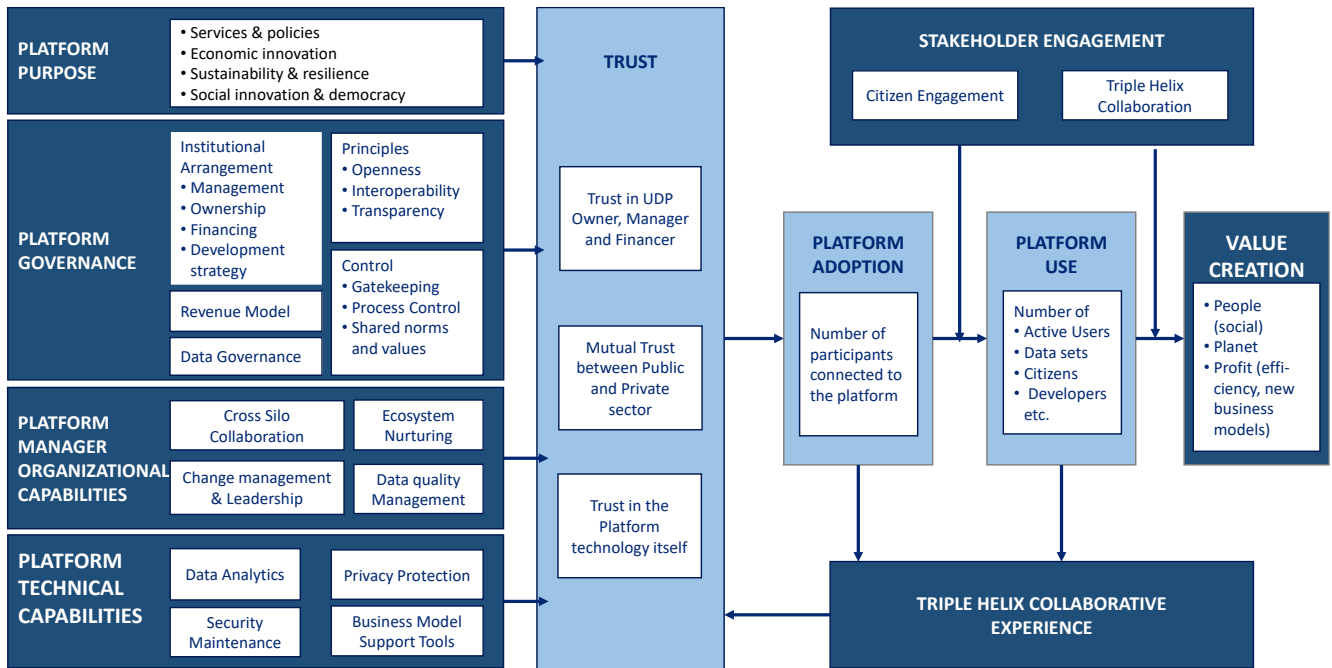 PLATFORM
PURPOSE
• Services & policies
• Economic innovation
• Sustainability & resilience
• Social innovation & democracy
PLATFORM
GOVERNANCE
Institutional
Arrangement
• Management
• Ownership
• Financing
• Development
strategy
Revenue Model
Data Governance
Principles
• Openness
• Interoperability
• Transparency
Control
• Gatekeeping
• Process Control
• Shared norms
and values
PLATFORM
MANAGER
ORGANIZATIONAL
CAPABILITIES
Cross Silo
Collaboration
Ecosystem
Nurturing
Change management
& Leadership
Data quality
Management
PLATFORM
TECHNICAL
CAPABILITIES
Data Analytics
Privacy Protection
Security
Maintenance
Business Model
Support Tools
TRUST
Trust in UDP
Owner, Manager
and Financer
Mutual Trust
between Public
and Private
sector
Trust in the
Platform
technology itself
STAKEHOLDER ENGAGEMENT
Citizen Engagement
Triple Helix
Collaboration
PLATFORM
ADOPTION
Number of
participants
connected to
the platform
PLATFORM
USE
Number of
• Active Users
• Data sets
• Citizens
• Developers
etc.
VALUE
CREATION
• People
(social)
• Planet
• Profit (effi-
ciency, new
business
models)
TRIPLE HELIX COLLABORATIVE
EXPERIENCE